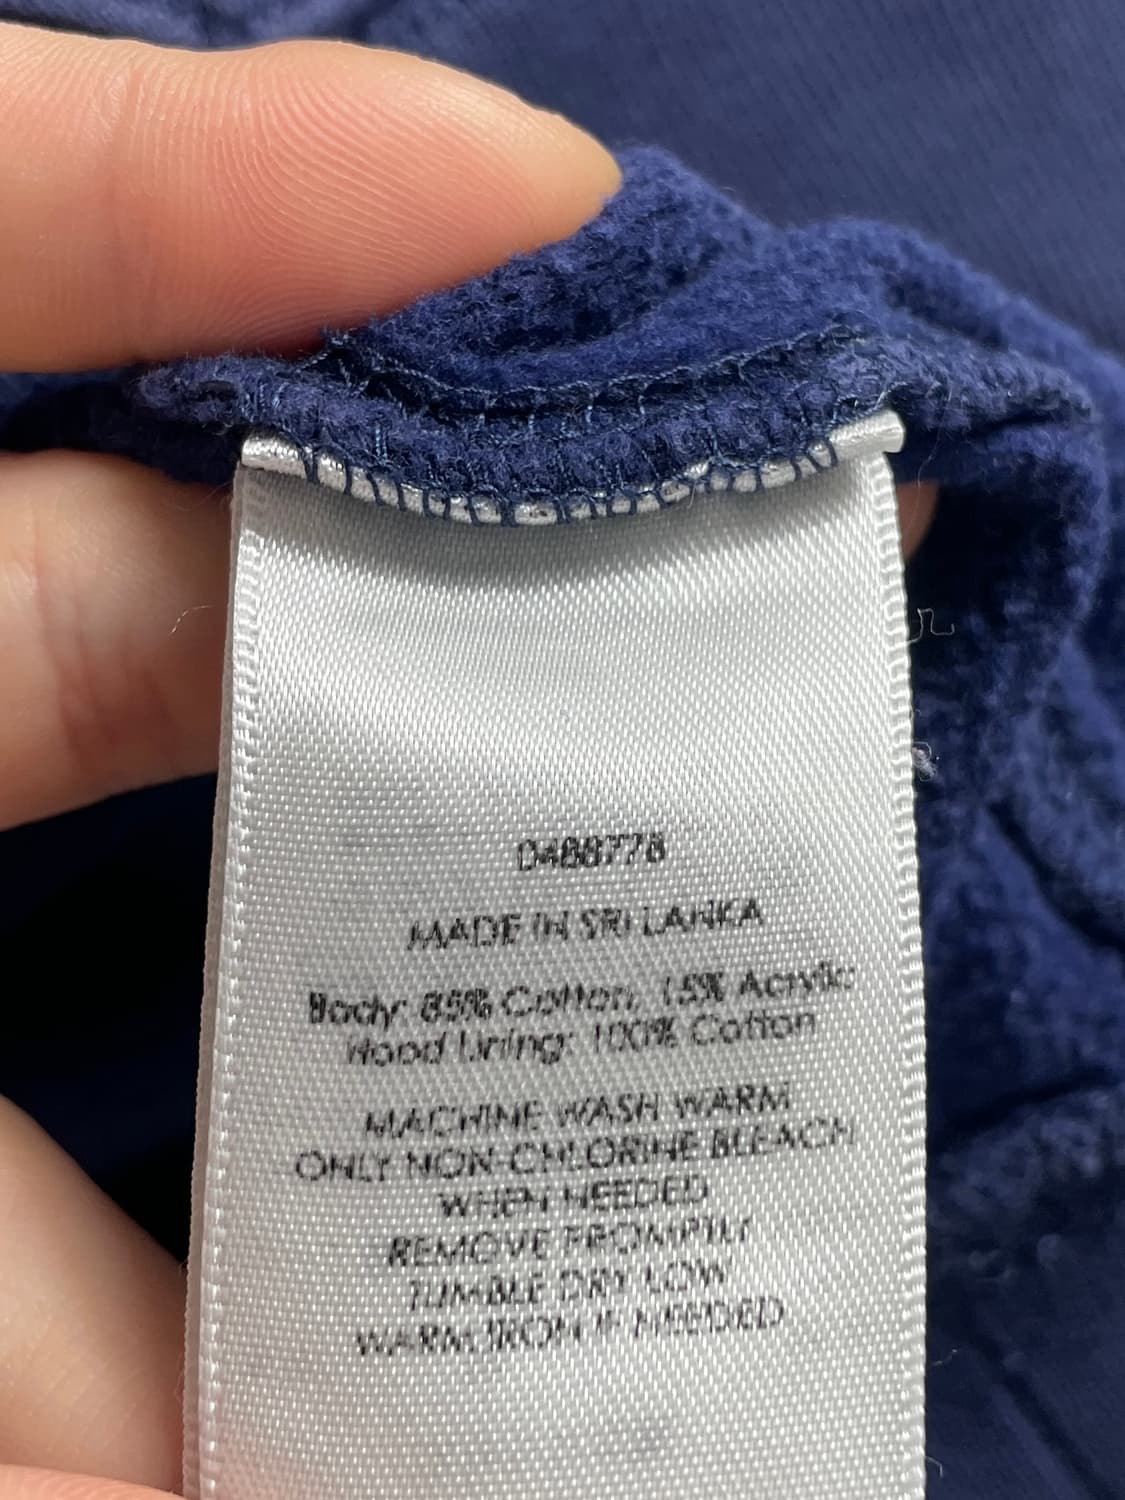 0488778
MADE IN SRI LANKA
Body: 85% Cotton, 15% Acrylic
Hood Lining: 100% Cotton
MACHINE WASH WARM
ONLY NON-CHLORINE BLEACH
WHEN NEEDED
REMOVE PROMPTLY
TUMBLE DRY LOW
WARM IRON IF NEEDED